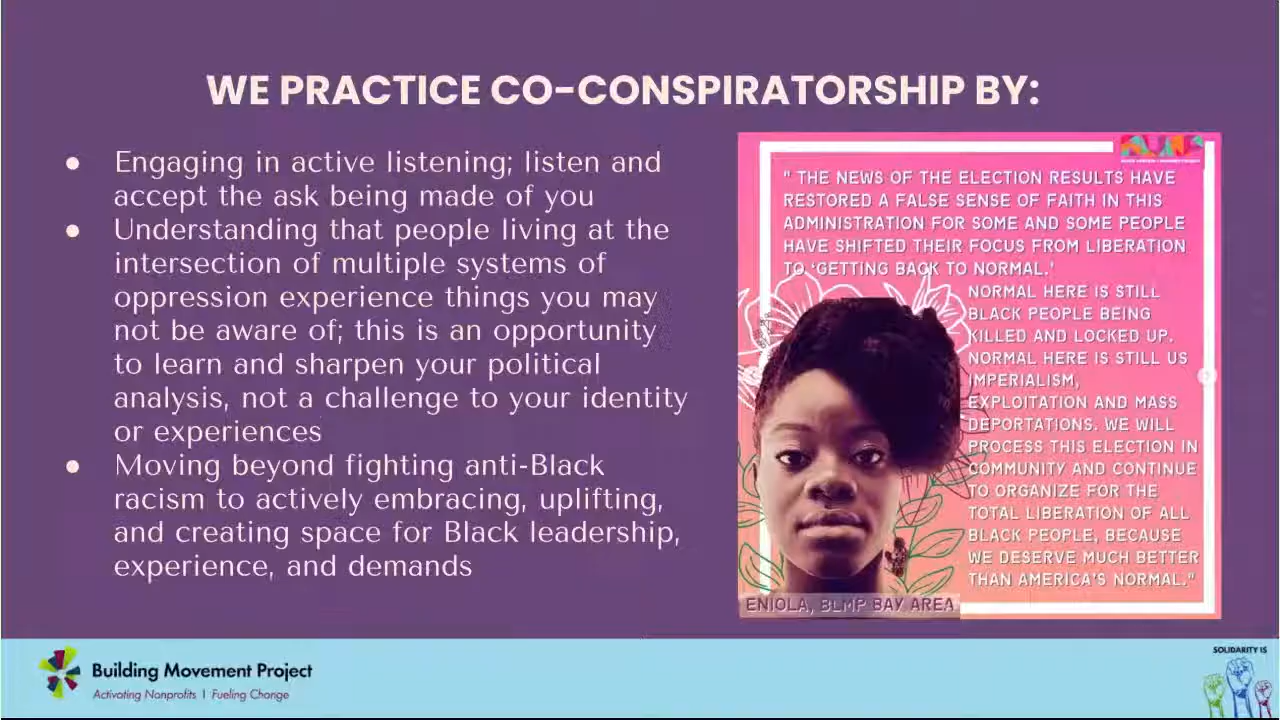 WE PRACTICE CO-CONSPIRATORSHIP BY:
● Engaging in active listening; listen and
accept the ask being made of you
● Understanding that people living at the
intersection of multiple systems of
oppression experience things you may
not be aware of; this is an opportunity
to learn and sharpen your political
analysis, not a challenge to your identity
or experiences
● Moving beyond fighting anti-Black
racism to actively embracing, uplifting,
and creating space for Black leadership,
experience, and demands
" THE NEWS OF THE ELECTION RESULTS HAVE
RESTORED A FALSE SENSE OF FAITH IN THIS
ADMINISTRATION FOR SOME AND SOME PEOPLE
HAVE SHIFTED THEIR FOCUS FROM LIBERATION
TO 'GETTING BACK TO NORMAL.'
NORMAL HERE IS STILL
BLACK PEOPLE BEING
KILLED AND LOCKED UP.
NORMAL HERE IS STILL US
IMPERIALISM,
EXPLOITATION AND MASS
DEPORTATIONS. WE WILL
PROCESS THIS ELECTION IN
COMMUNITY AND CONTINUE
TO ORGANIZE FOR THE
TOTAL LIBERATION OF ALL
BLACK PEOPLE, BECAUSE
WE DESERVE MUCH BETTER
THAN AMERICA'S NORMAL."
ENIOLA, BLMP BAY AREA
Building Movement Project
Activating Nonprofits | Fueling Change
SOLIDARITY IS